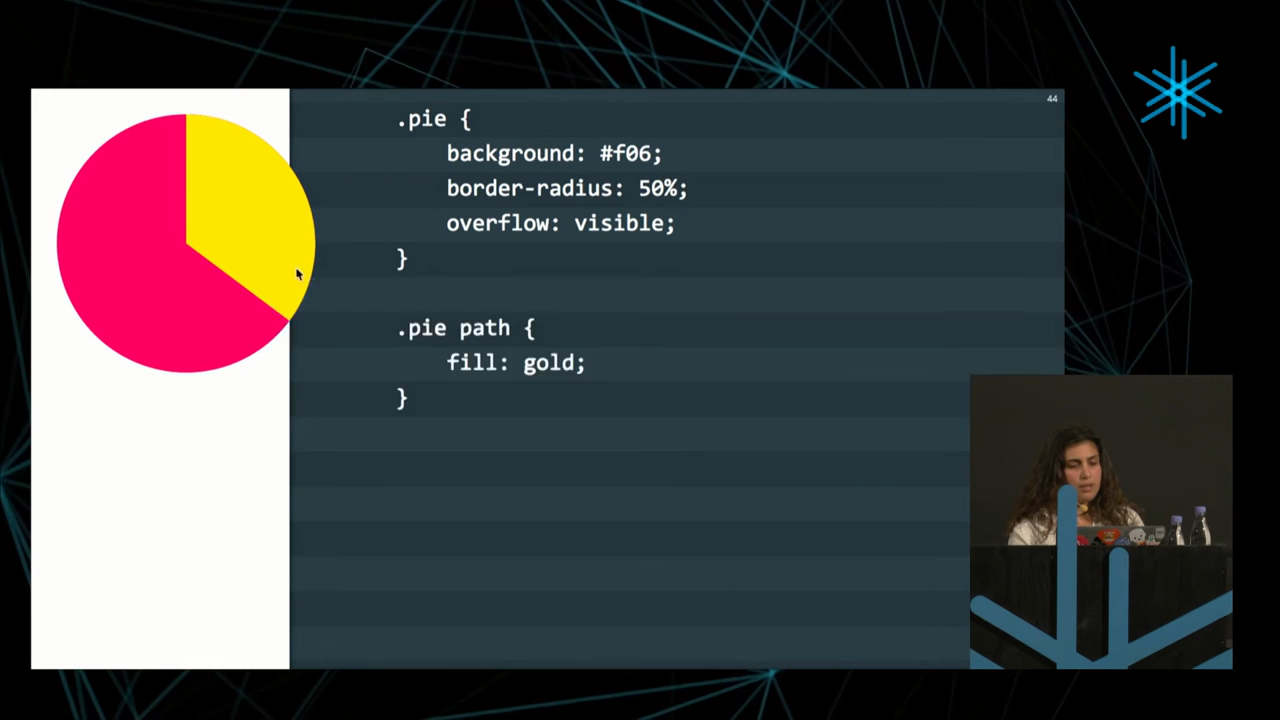 44
.pie {
background: #f06;
border-radius: 50%;
overflow: visible;
}
.pie path {
fill: gold;
}